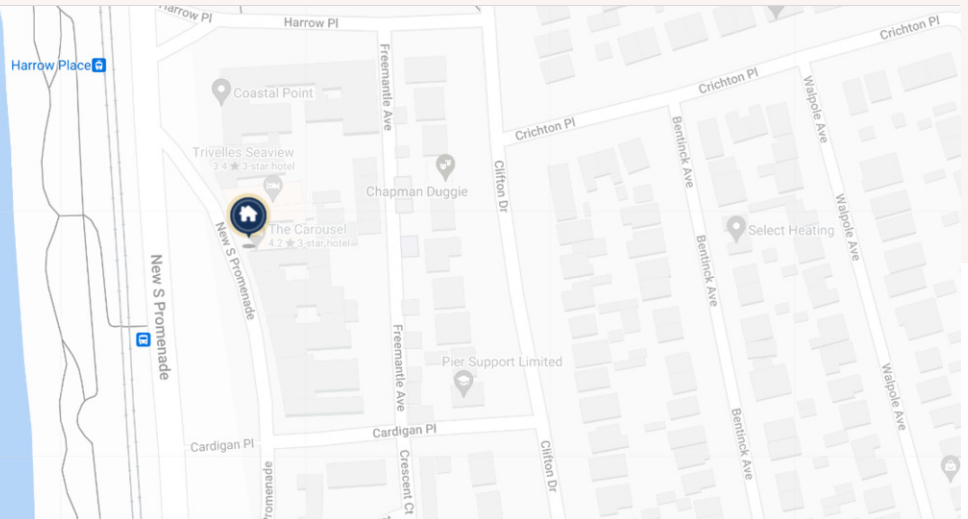 Harrow Pl
Harrow Pl
Crichton Pl
Harrow Place
Freemantle Ave
Coastal Point
Crichton Pl
Walpole Ave
Crichton Pl
Bentinck Ave
Trivelles Seaview
3.4 ★ 3-star hotel
Chapman Duggie
Clifton Dr
Walpole Ave
The Carousel
4.2 ★ 3-star hotel
Select Heating
New S Promenade
Bentinck Ave
New S Promenade
Freemantle Ave
Pier Support Limited
Walpole Ave
Cardigan Pl
Cardigan Pl
Bentinck Ave
Clifton Dr
Crescent Ct
romenade